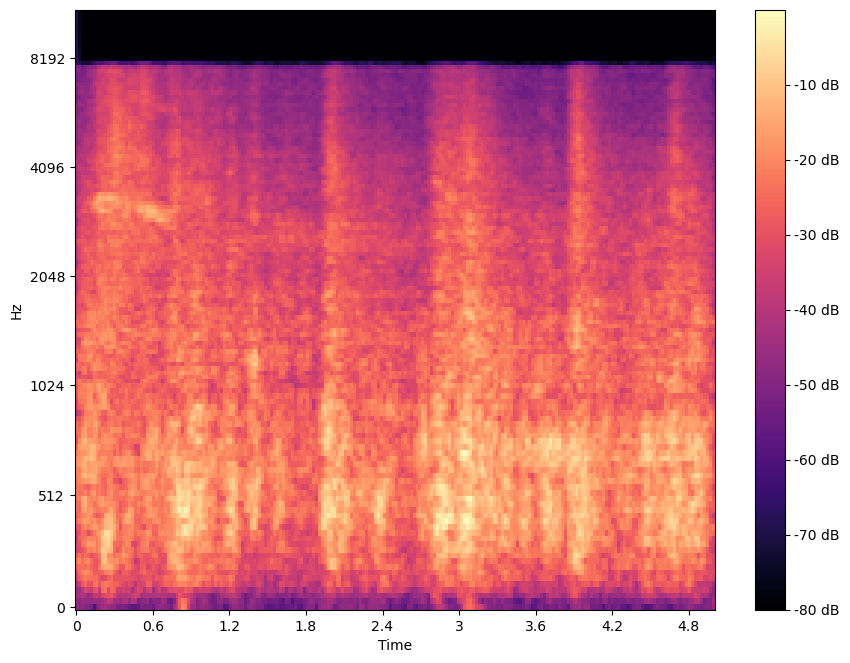 8192
4096
2048
1024
512
0
Hz
0 0.6 1.2 1.8 2.4 3 3.6 4.2 4.8
Time
-10 dB
-20 dB
-30 dB
-40 dB
-50 dB
-60 dB
-70 dB
-80 dB